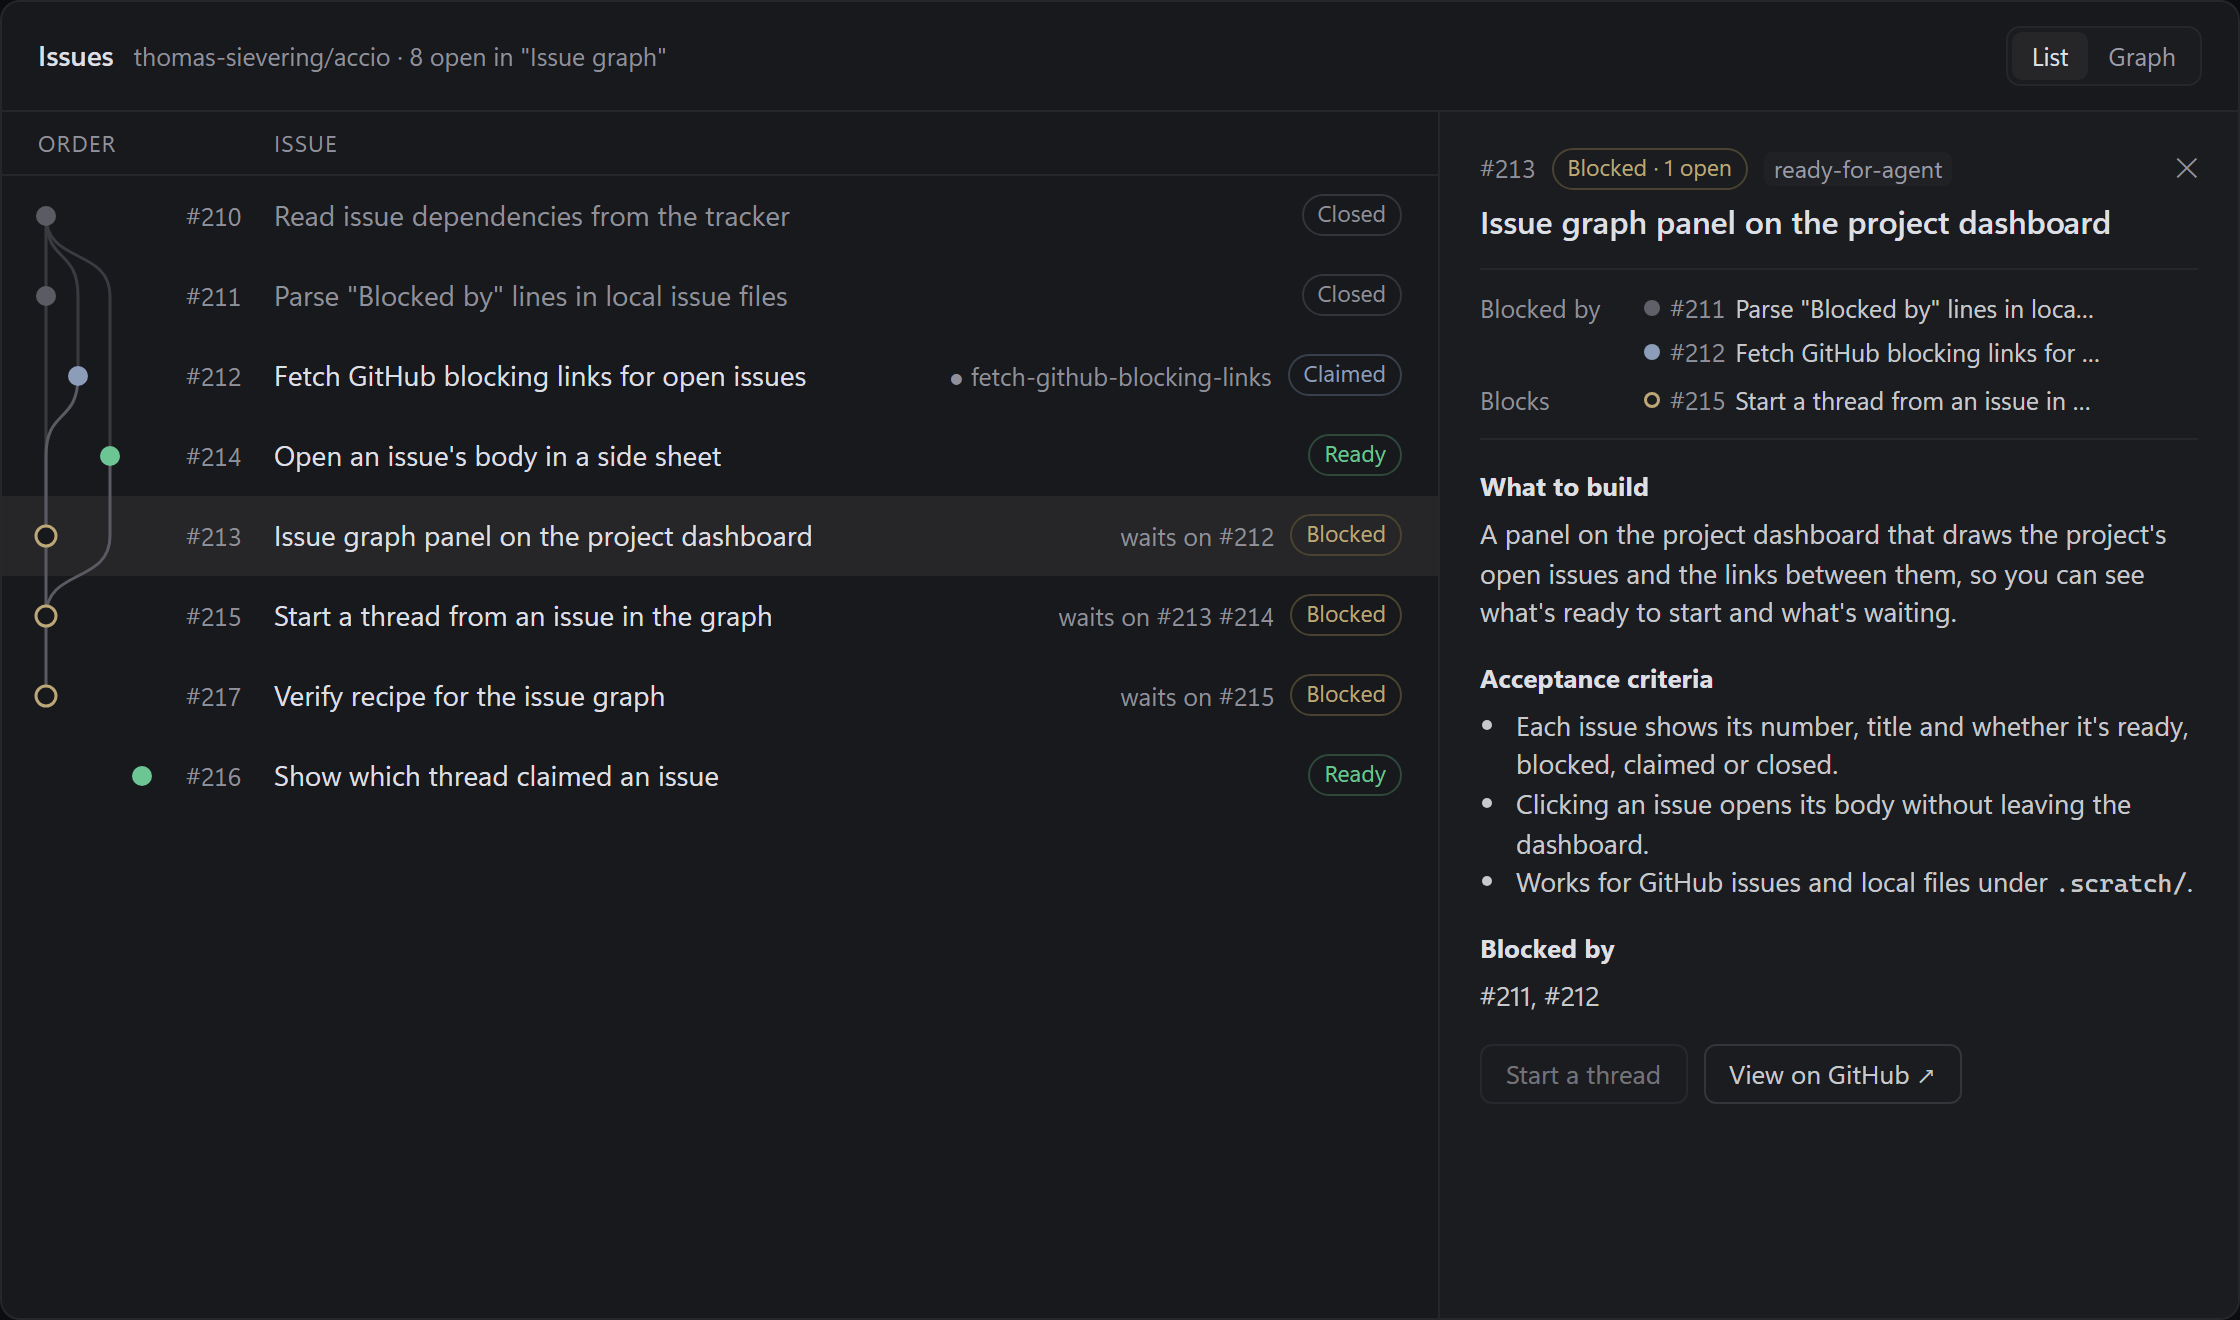 Issues thomas-sievering/accio · 8 open in "Issue graph"
List Graph
ORDER ISSUE
#210 Read issue dependencies from the tracker Closed
#211 Parse "Blocked by" lines in local issue files Closed
#212 Fetch GitHub blocking links for open issues fetch-github-blocking-links Claimed
#214 Open an issue's body in a side sheet Ready
#213 Issue graph panel on the project dashboard waits on #212 Blocked
#215 Start a thread from an issue in the graph waits on #213 #214 Blocked
#217 Verify recipe for the issue graph waits on #215 Blocked
#216 Show which thread claimed an issue Ready
#213 Blocked · 1 open ready-for-agent
Issue graph panel on the project dashboard
Blocked by #211 Parse "Blocked by" lines in loca...
#212 Fetch GitHub blocking links for ...
Blocks #215 Start a thread from an issue in ...
What to build
A panel on the project dashboard that draws the project's
open issues and the links between them, so you can see
what's ready to start and what's waiting.
Acceptance criteria
• Each issue shows its number, title and whether it's ready,
blocked, claimed or closed.
• Clicking an issue opens its body without leaving the
dashboard.
• Works for GitHub issues and local files under .scratch/.
Blocked by
#211, #212
Start a thread View on GitHub ↗